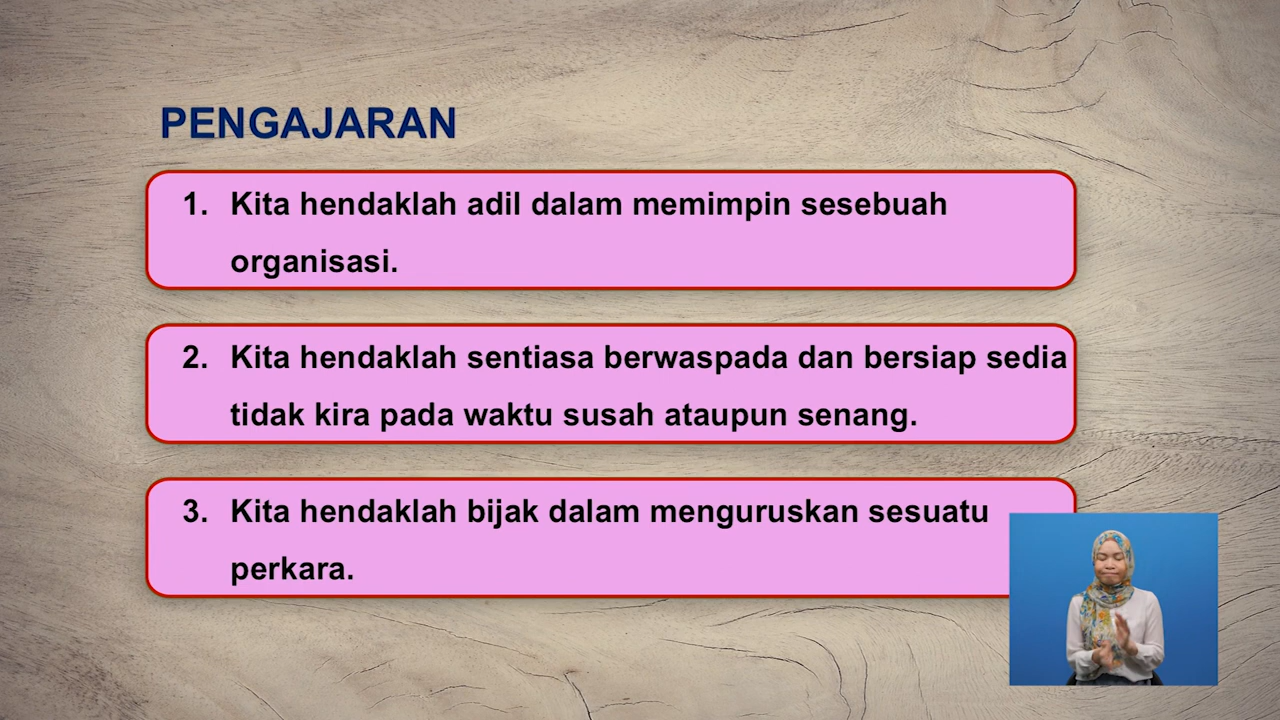 PENGAJARAN
1. Kita hendaklah adil dalam memimpin sesebuah
organisasi.
2. Kita hendaklah sentiasa berwaspada dan bersiap sedia
tidak kira pada waktu susah ataupun senang.
3. Kita hendaklah bijak dalam menguruskan sesuatu
perkara.